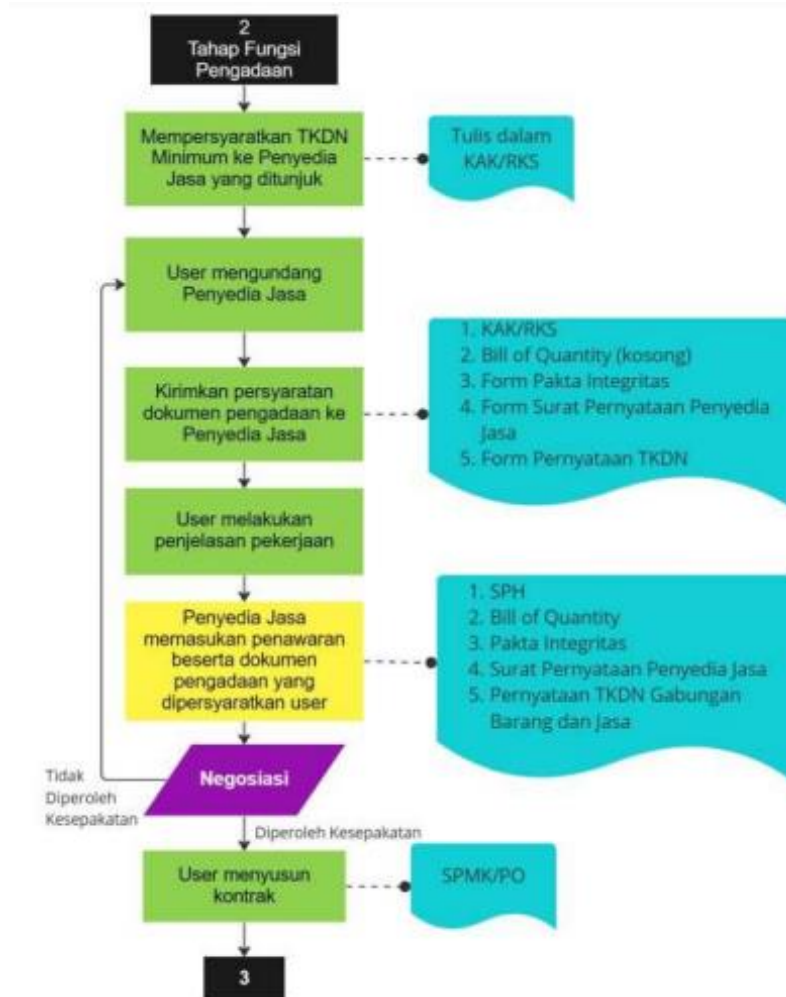 2
Tahap Fungsi
Pengadaan
Mempersyaratkan TKDN
Minimum ke Penyedia
Jasa yang ditunjuk
Tulis dalam
KAK/RKS
User mengundang
Penyedia Jasa
Kirimkan persyaratan
dokumen pengadaan ke
Penyedia Jasa
1. KAK/RKS
2. Bill of Quantity (kosong)
3. Form Pakta Integritas
4. Form Surat Pernyataan Penyedia
Jasa
5. Form Pernyataan TKDN
User melakukan
penjelasan pekerjaan
Penyedia Jasa
memasukan penawaran
beserta dokumen
pengadaan yang
dipersyaratkan user
1. SPH
2. Bill of Quantity
3. Pakta Integritas
4. Surat Pernyataan Penyedia Jasa
5. Pernyataan TKDN Gabungan
Barang dan Jasa
Negosiasi
Tidak
Diperoleh
Kesepakatan
Diperoleh Kesepakatan
User menyusun
kontrak
SPMK/PO
3